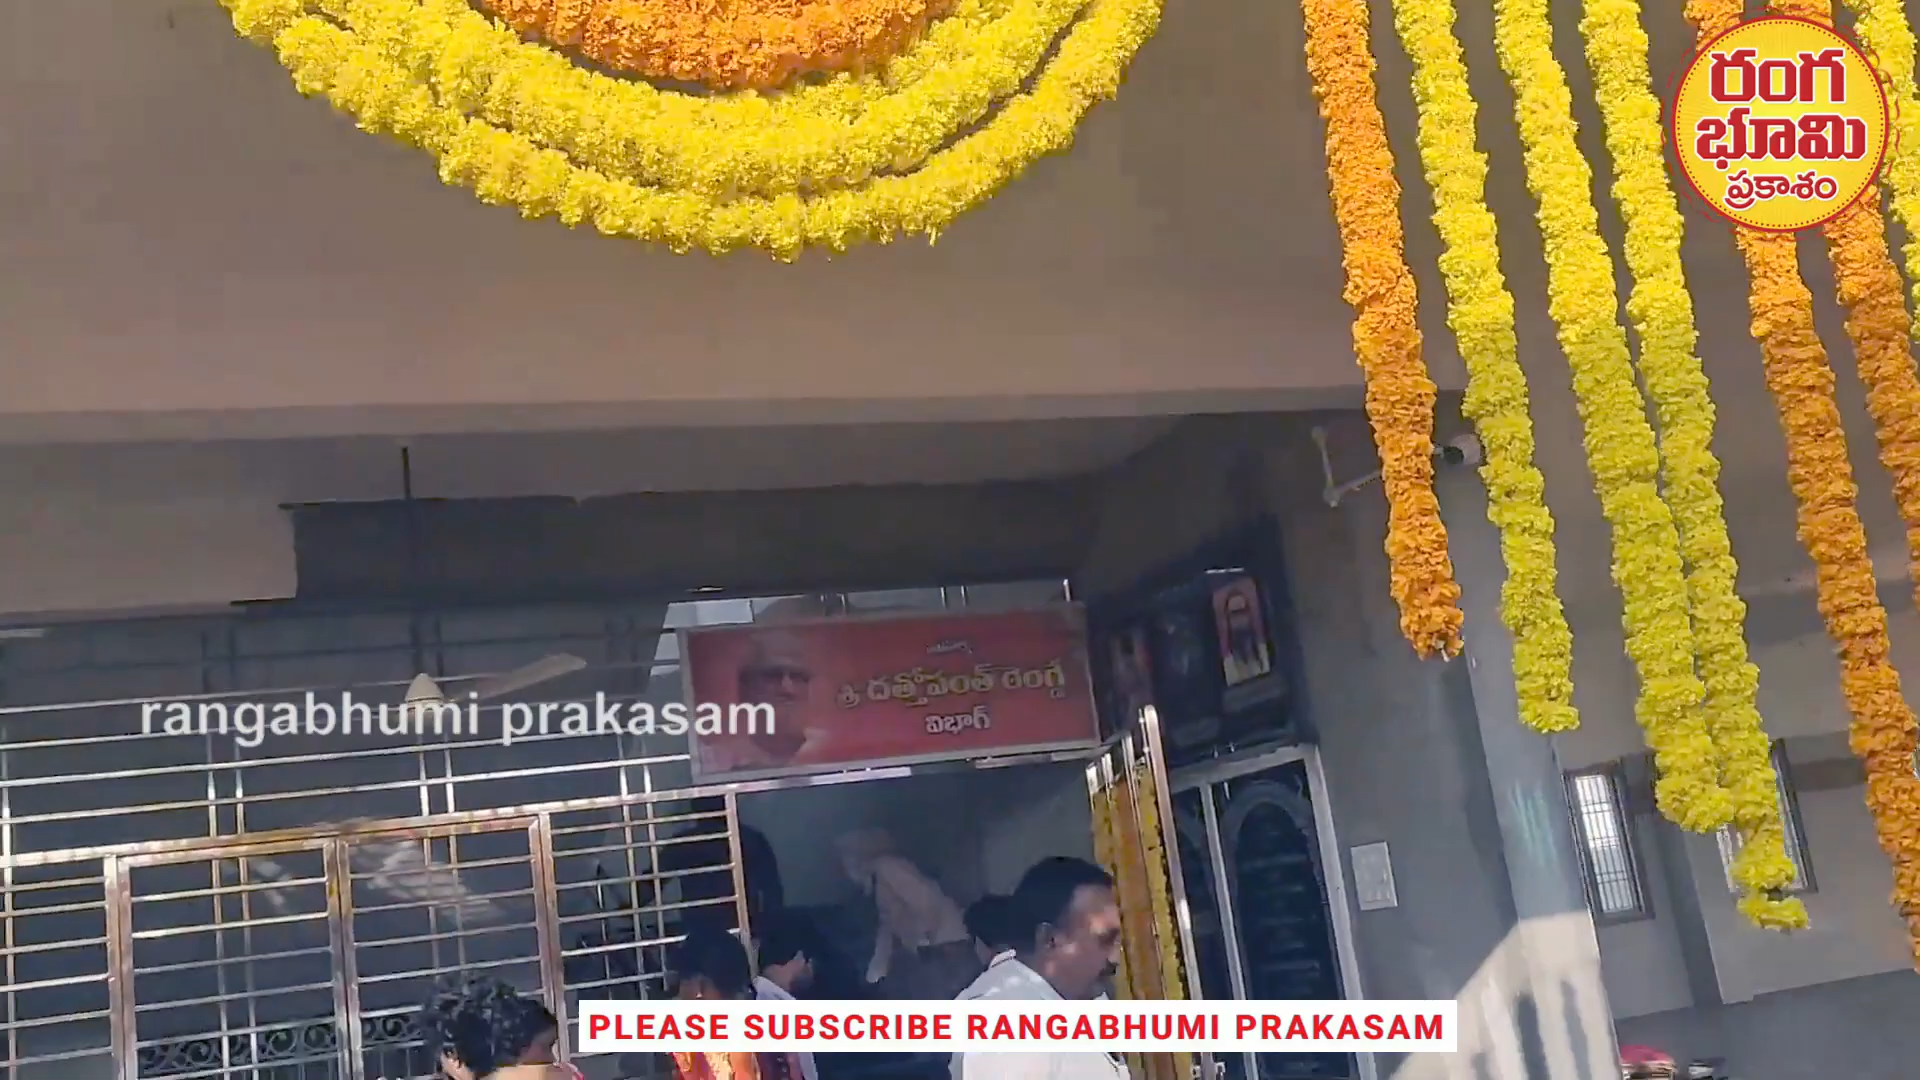 రంగ
భూమి
ప్రకాశం
శ్రీ దత్తోపంత్ ఠెంగ్డే
విభాగ్
rangabhumi prakasam
PLEASE SUBSCRIBE RANGABHUMI PRAKASAM